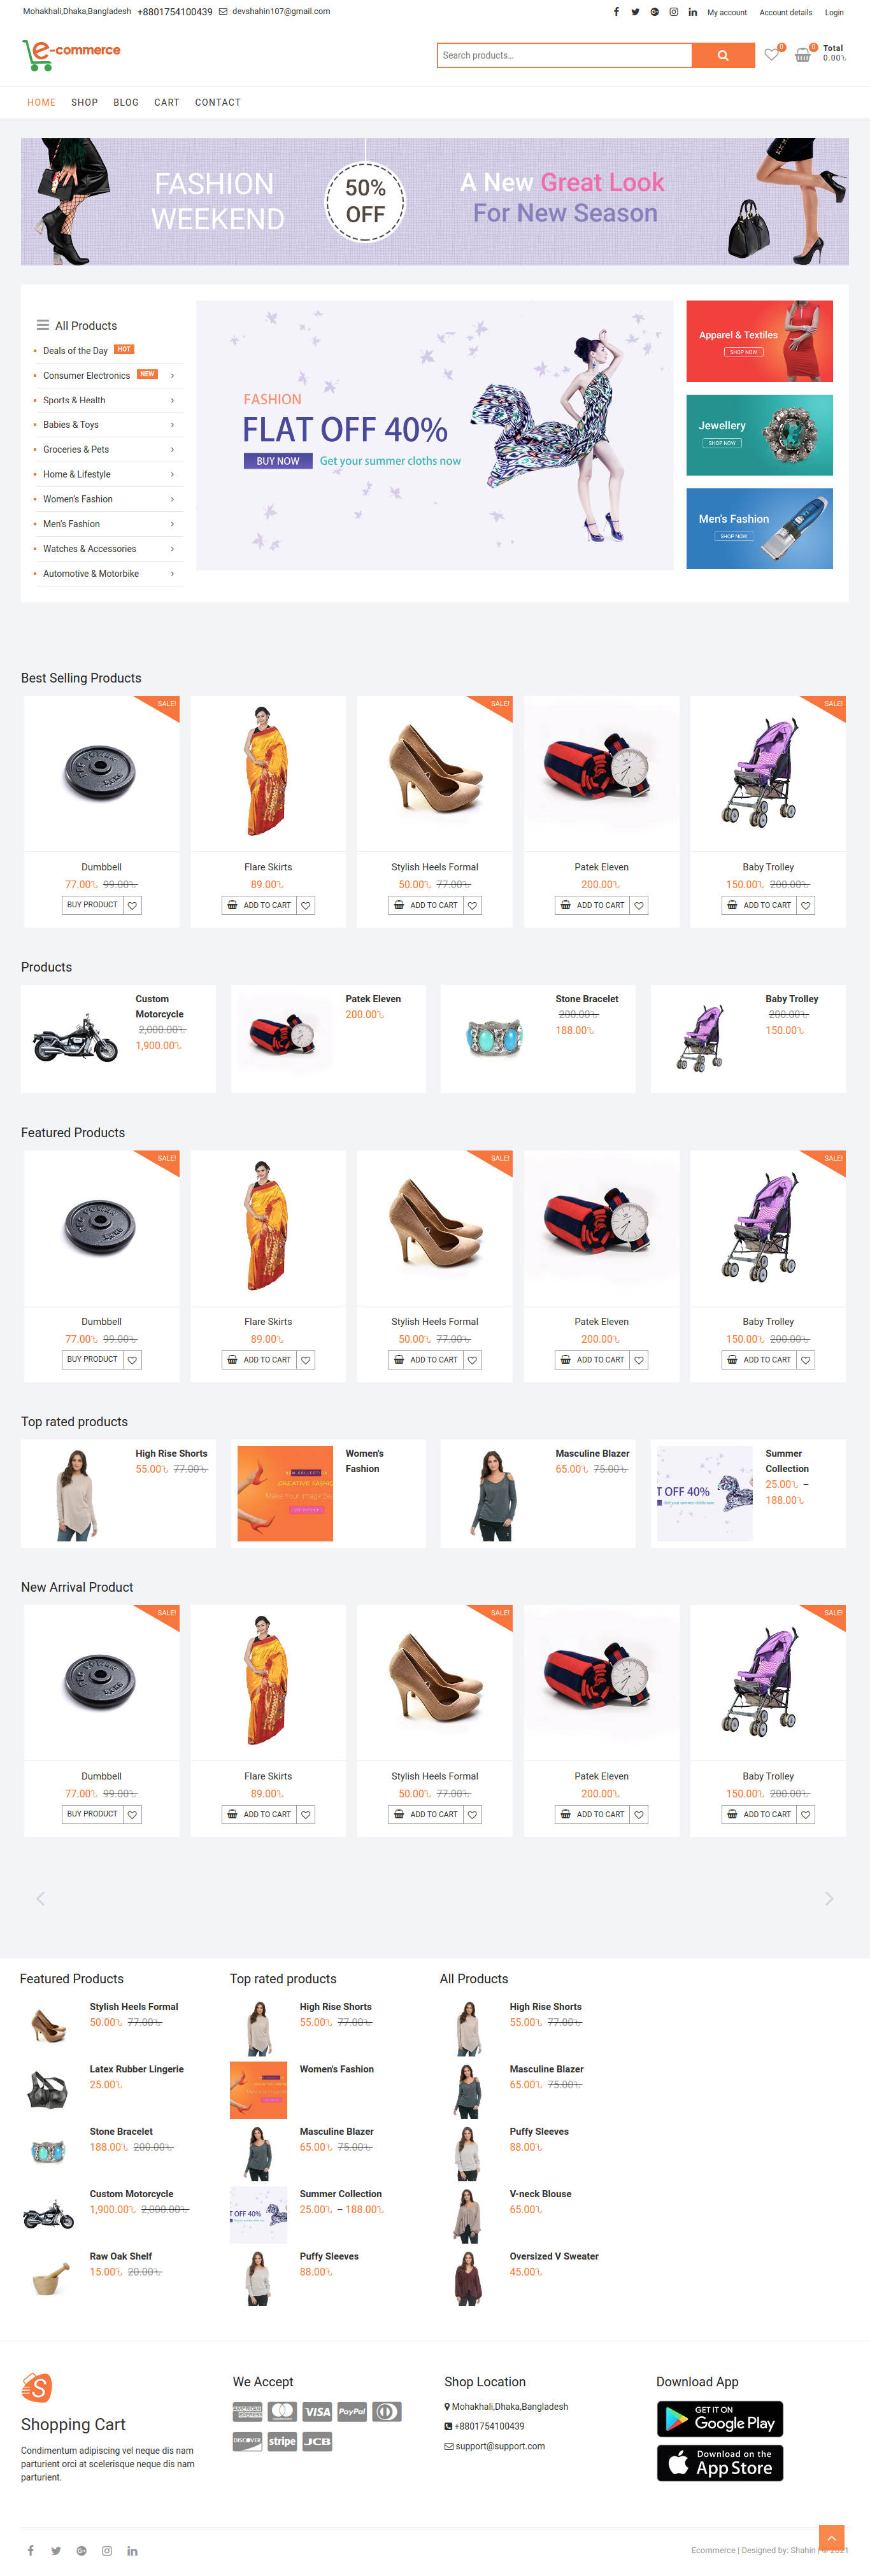 Mohakhali,Dhaka,Bangladesh +8801754100439 devshahin107@gmail.com My account Account details Login
e-commerce
Search products…
0
0
Total
0.00৳
HOME SHOP BLOG CART CONTACT
FASHION WEEKEND
50% OFF
A New Great Look
For New Season
All Products
Deals of the Day HOT
Consumer Electronics NEW
Sports & Health
Babies & Toys
Groceries & Pets
Home & Lifestyle
Women's Fashion
Men's Fashion
Watches & Accessories
Automotive & Motorbike
FASHION
FLAT OFF 40%
BUY NOW Get your summer cloths now
Apparel & Textiles
SHOP NOW
Jewellery
SHOP NOW
Men's Fashion
SHOP NOW
Best Selling Products
SALE! SALE! SALE!
Dumbbell Flare Skirts Stylish Heels Formal Patek Eleven Baby Trolley
77.00৳ 99.00৳ 89.00৳ 50.00৳ 77.00৳ 200.00৳ 150.00৳ 200.00৳
BUY PRODUCT ADD TO CART ADD TO CART ADD TO CART ADD TO CART
Products
Custom Motorcycle
2,000.00৳
1,900.00৳
Patek Eleven
200.00৳
Stone Bracelet
200.00৳
188.00৳
Baby Trolley
200.00৳
150.00৳
Featured Products
SALE! SALE! SALE!
Dumbbell Flare Skirts Stylish Heels Formal Patek Eleven Baby Trolley
77.00৳ 99.00৳ 89.00৳ 50.00৳ 77.00৳ 200.00৳ 150.00৳ 200.00৳
BUY PRODUCT ADD TO CART ADD TO CART ADD TO CART ADD TO CART
Top rated products
High Rise Shorts
55.00৳ 77.00৳
NEW COLLECTION
CREATIVE FASHIO
Make your image be
Women's Fashion
Masculine Blazer
65.00৳ 75.00৳
T OFF 40%
Get your summer cloths now
Summer Collection
25.00৳ –
188.00৳
New Arrival Product
SALE! SALE! SALE!
Dumbbell Flare Skirts Stylish Heels Formal Patek Eleven Baby Trolley
77.00৳ 99.00৳ 89.00৳ 50.00৳ 77.00৳ 200.00৳ 150.00৳ 200.00৳
BUY PRODUCT ADD TO CART ADD TO CART ADD TO CART ADD TO CART
Featured Products
Stylish Heels Formal
50.00৳ 77.00৳
Latex Rubber Lingerie
25.00৳
Stone Bracelet
188.00৳ 200.00৳
Custom Motorcycle
1,900.00৳ 2,000.00৳
Raw Oak Shelf
15.00৳ 20.00৳
Top rated products
High Rise Shorts
55.00৳ 77.00৳
Women's Fashion
Masculine Blazer
65.00৳ 75.00৳
T OFF 40%
Summer Collection
25.00৳ – 188.00৳
Puffy Sleeves
88.00৳
All Products
High Rise Shorts
55.00৳ 77.00৳
Masculine Blazer
65.00৳ 75.00৳
Puffy Sleeves
88.00৳
V-neck Blouse
65.00৳
Oversized V Sweater
45.00৳
S
Shopping Cart
Condimentum adipiscing vel neque dis nam
parturient orci at scelerisque neque dis nam
parturient.
We Accept
AMERICAN EXPRESS MasterCard VISA PayPal
DISCOVER stripe JCB
Shop Location
Mohakhali,Dhaka,Bangladesh
+8801754100439
support@support.com
Download App
GET IT ON
Google Play
Download on the
App Store
Ecommerce | Designed by: Shahin | © 2021